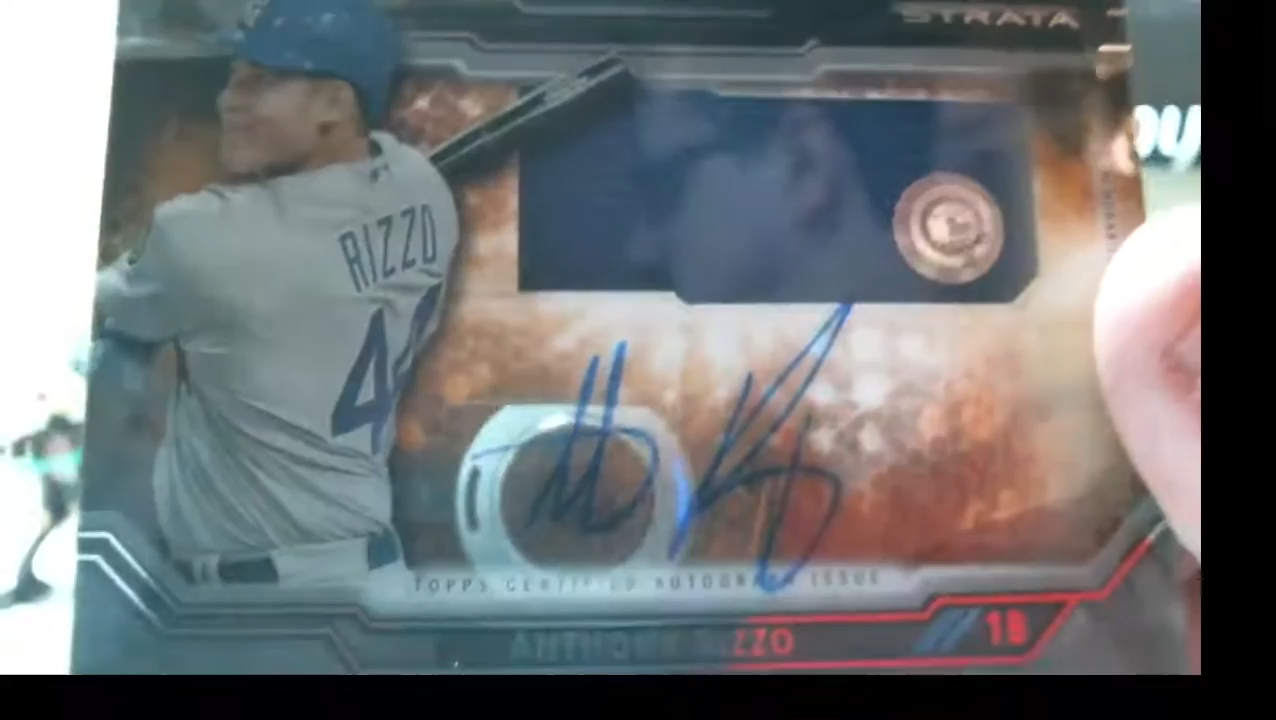 STRATA
RIZZO
44
TOPPS CERTIFIED AUTOGRAPH ISSUE
ANTHONY RIZZO
1B